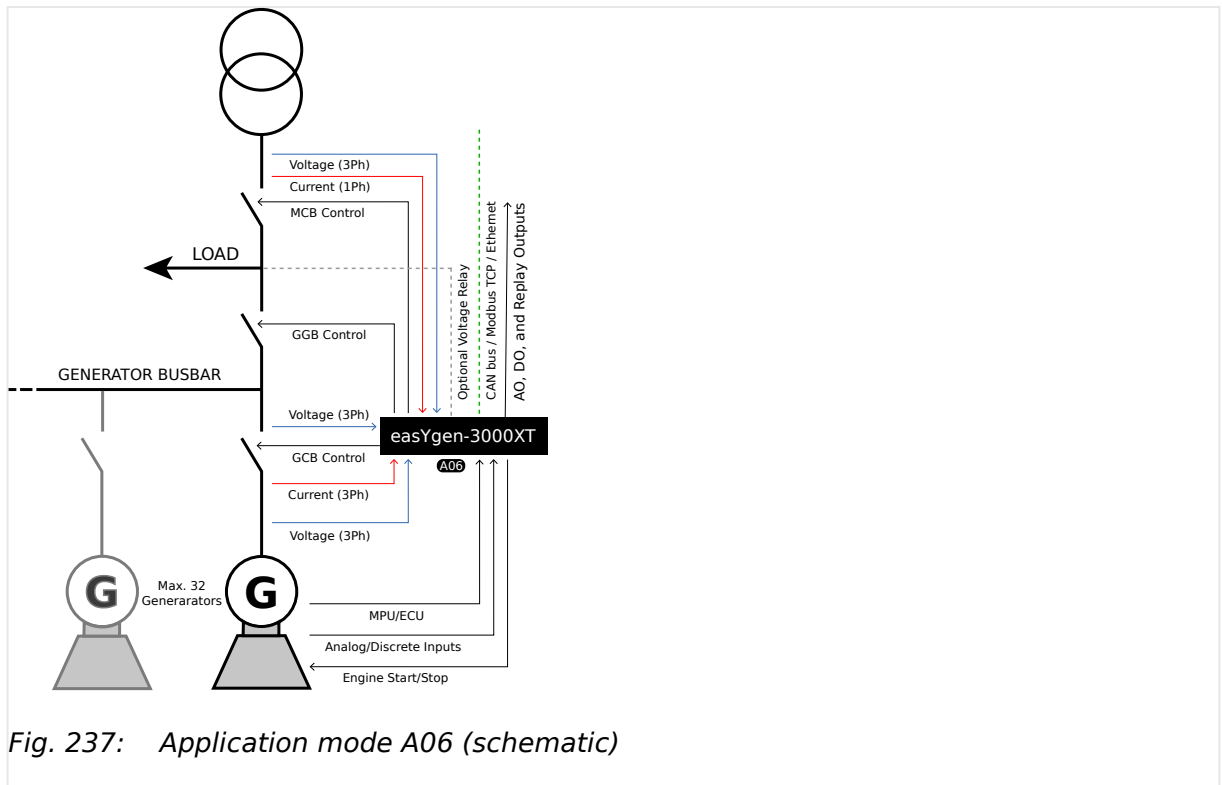 Voltage (3Ph)
Current (1Ph)
MCB Control
LOAD
GGB Control
Optional Voltage Relay
CAN bus / Modbus TCP / Ethernet
AO, DO, and Replay Outputs
GENERATOR BUSBAR
Voltage (3Ph)
easYgen-3000XT
GCB Control
A06
Current (3Ph)
Voltage (3Ph)
G
Max. 32
Generarators
G
MPU/ECU
Analog/Discrete Inputs
Engine Start/Stop
Fig. 237: Application mode A06 (schematic)